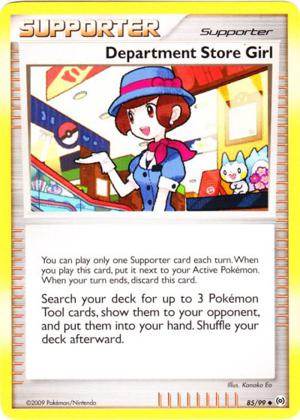 SUPPORTER
Supporter
Department Store Girl
You can play only one Supporter card each turn. When
you play this card, put it next to your Active Pokémon.
When your turn ends, discard this card.
Search your deck for up to 3 Pokémon
Tool cards, show them to your opponent,
and put them into your hand. Shuffle your
deck afterward.
Illus. Kanako Eo
©2009 Pokémon/Nintendo
85/99